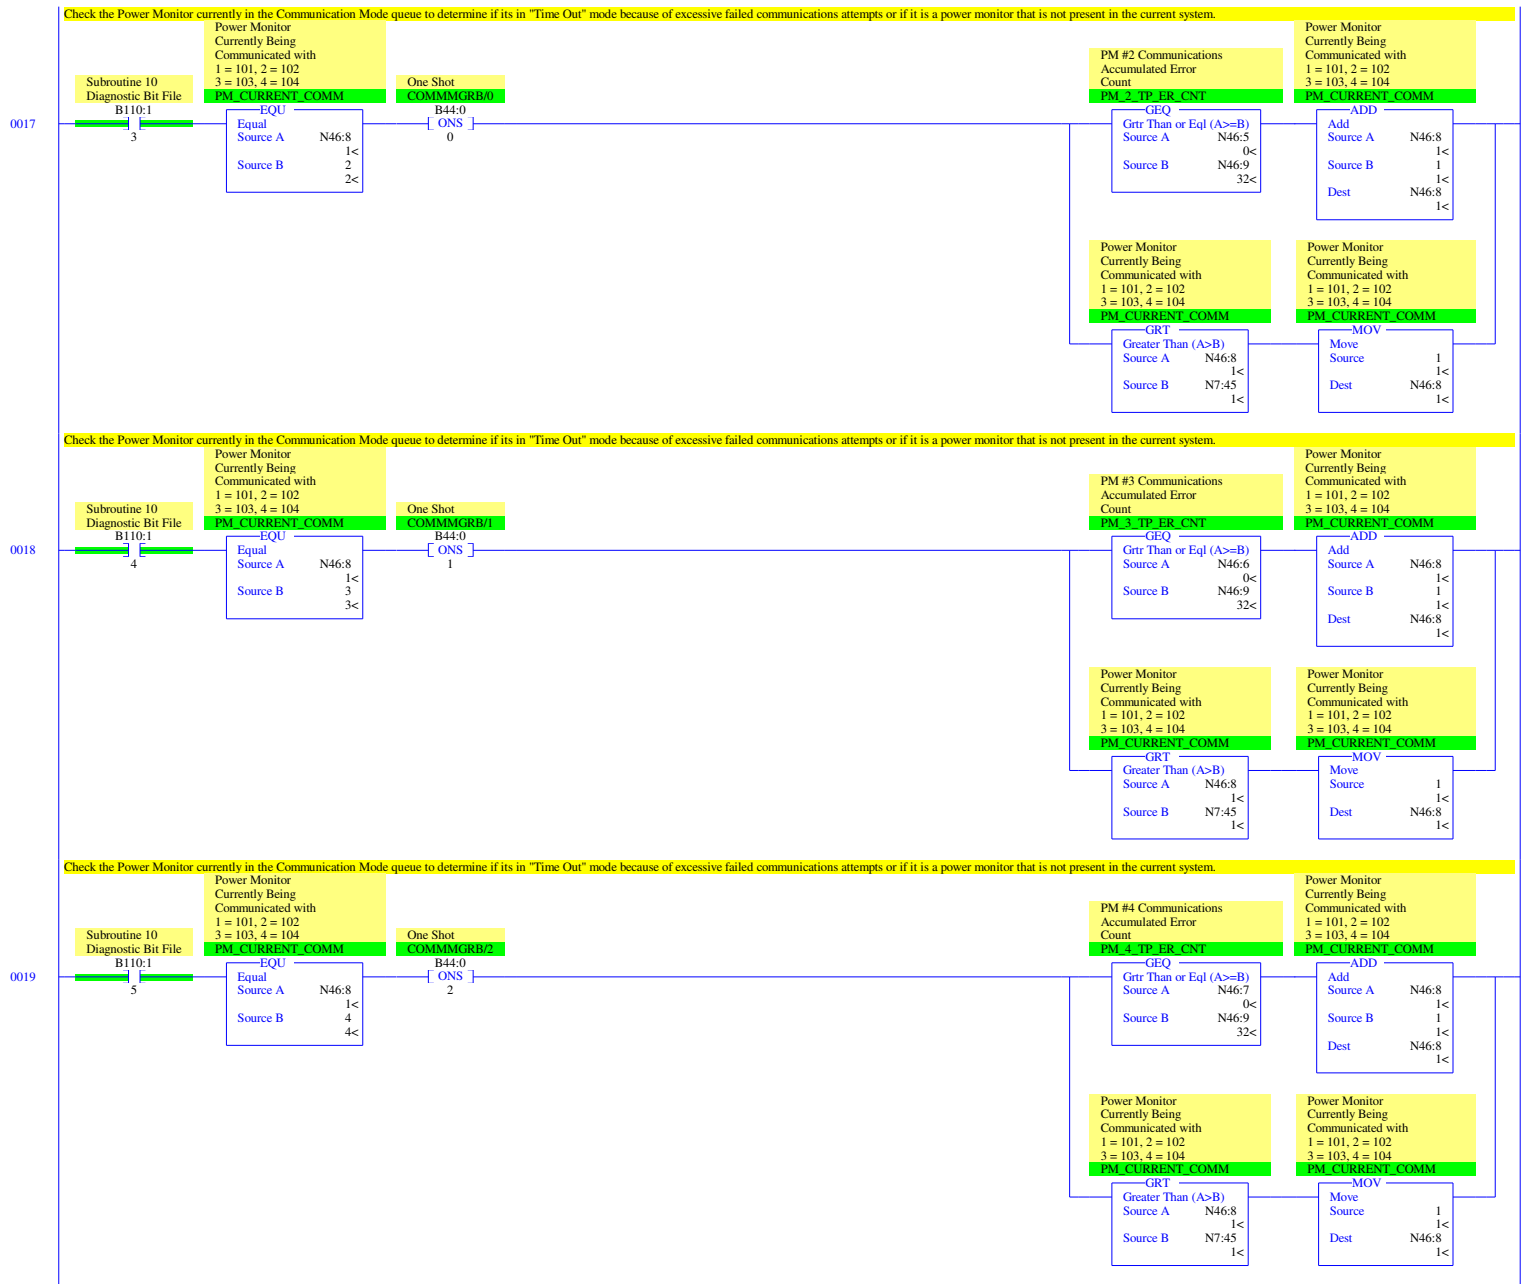 Check the Power Monitor currently in the Communication Mode queue to determine if its in "Time Out" mode because of excessive failed communications attempts or if it is a power monitor that is not present in the current system.
0017
Subroutine 10
Diagnostic Bit File
B110:1
3
Power Monitor
Currently Being
Communicated with
1 = 101, 2 = 102
3 = 103, 4 = 104
PM_CURRENT_COMM
EQU
Equal
Source A N46:8
1<
Source B 2
2<
One Shot
COMMMGRB/0
B44:0
ONS
0
PM #2 Communications
Accumulated Error
Count
PM_2_TP_ER_CNT
GEQ
Grtr Than or Eql (A>=B)
Source A N46:5
0<
Source B N46:9
32<
Power Monitor
Currently Being
Communicated with
1 = 101, 2 = 102
3 = 103, 4 = 104
PM_CURRENT_COMM
ADD
Add
Source A N46:8
1<
Source B 1
1<
Dest N46:8
1<
Power Monitor
Currently Being
Communicated with
1 = 101, 2 = 102
3 = 103, 4 = 104
PM_CURRENT_COMM
GRT
Greater Than (A>B)
Source A N46:8
1<
Source B N7:45
1<
Power Monitor
Currently Being
Communicated with
1 = 101, 2 = 102
3 = 103, 4 = 104
PM_CURRENT_COMM
MOV
Move
Source 1
1<
Dest N46:8
1<
Check the Power Monitor currently in the Communication Mode queue to determine if its in "Time Out" mode because of excessive failed communications attempts or if it is a power monitor that is not present in the current system.
0018
Subroutine 10
Diagnostic Bit File
B110:1
4
Power Monitor
Currently Being
Communicated with
1 = 101, 2 = 102
3 = 103, 4 = 104
PM_CURRENT_COMM
EQU
Equal
Source A N46:8
1<
Source B 3
3<
One Shot
COMMMGRB/1
B44:0
ONS
1
PM #3 Communications
Accumulated Error
Count
PM_3_TP_ER_CNT
GEQ
Grtr Than or Eql (A>=B)
Source A N46:6
0<
Source B N46:9
32<
Power Monitor
Currently Being
Communicated with
1 = 101, 2 = 102
3 = 103, 4 = 104
PM_CURRENT_COMM
ADD
Add
Source A N46:8
1<
Source B 1
1<
Dest N46:8
1<
Power Monitor
Currently Being
Communicated with
1 = 101, 2 = 102
3 = 103, 4 = 104
PM_CURRENT_COMM
GRT
Greater Than (A>B)
Source A N46:8
1<
Source B N7:45
1<
Power Monitor
Currently Being
Communicated with
1 = 101, 2 = 102
3 = 103, 4 = 104
PM_CURRENT_COMM
MOV
Move
Source 1
1<
Dest N46:8
1<
Check the Power Monitor currently in the Communication Mode queue to determine if its in "Time Out" mode because of excessive failed communications attempts or if it is a power monitor that is not present in the current system.
0019
Subroutine 10
Diagnostic Bit File
B110:1
5
Power Monitor
Currently Being
Communicated with
1 = 101, 2 = 102
3 = 103, 4 = 104
PM_CURRENT_COMM
EQU
Equal
Source A N46:8
1<
Source B 4
4<
One Shot
COMMMGRB/2
B44:0
ONS
2
PM #4 Communications
Accumulated Error
Count
PM_4_TP_ER_CNT
GEQ
Grtr Than or Eql (A>=B)
Source A N46:7
0<
Source B N46:9
32<
Power Monitor
Currently Being
Communicated with
1 = 101, 2 = 102
3 = 103, 4 = 104
PM_CURRENT_COMM
ADD
Add
Source A N46:8
1<
Source B 1
1<
Dest N46:8
1<
Power Monitor
Currently Being
Communicated with
1 = 101, 2 = 102
3 = 103, 4 = 104
PM_CURRENT_COMM
GRT
Greater Than (A>B)
Source A N46:8
1<
Source B N7:45
1<
Power Monitor
Currently Being
Communicated with
1 = 101, 2 = 102
3 = 103, 4 = 104
PM_CURRENT_COMM
MOV
Move
Source 1
1<
Dest N46:8
1<